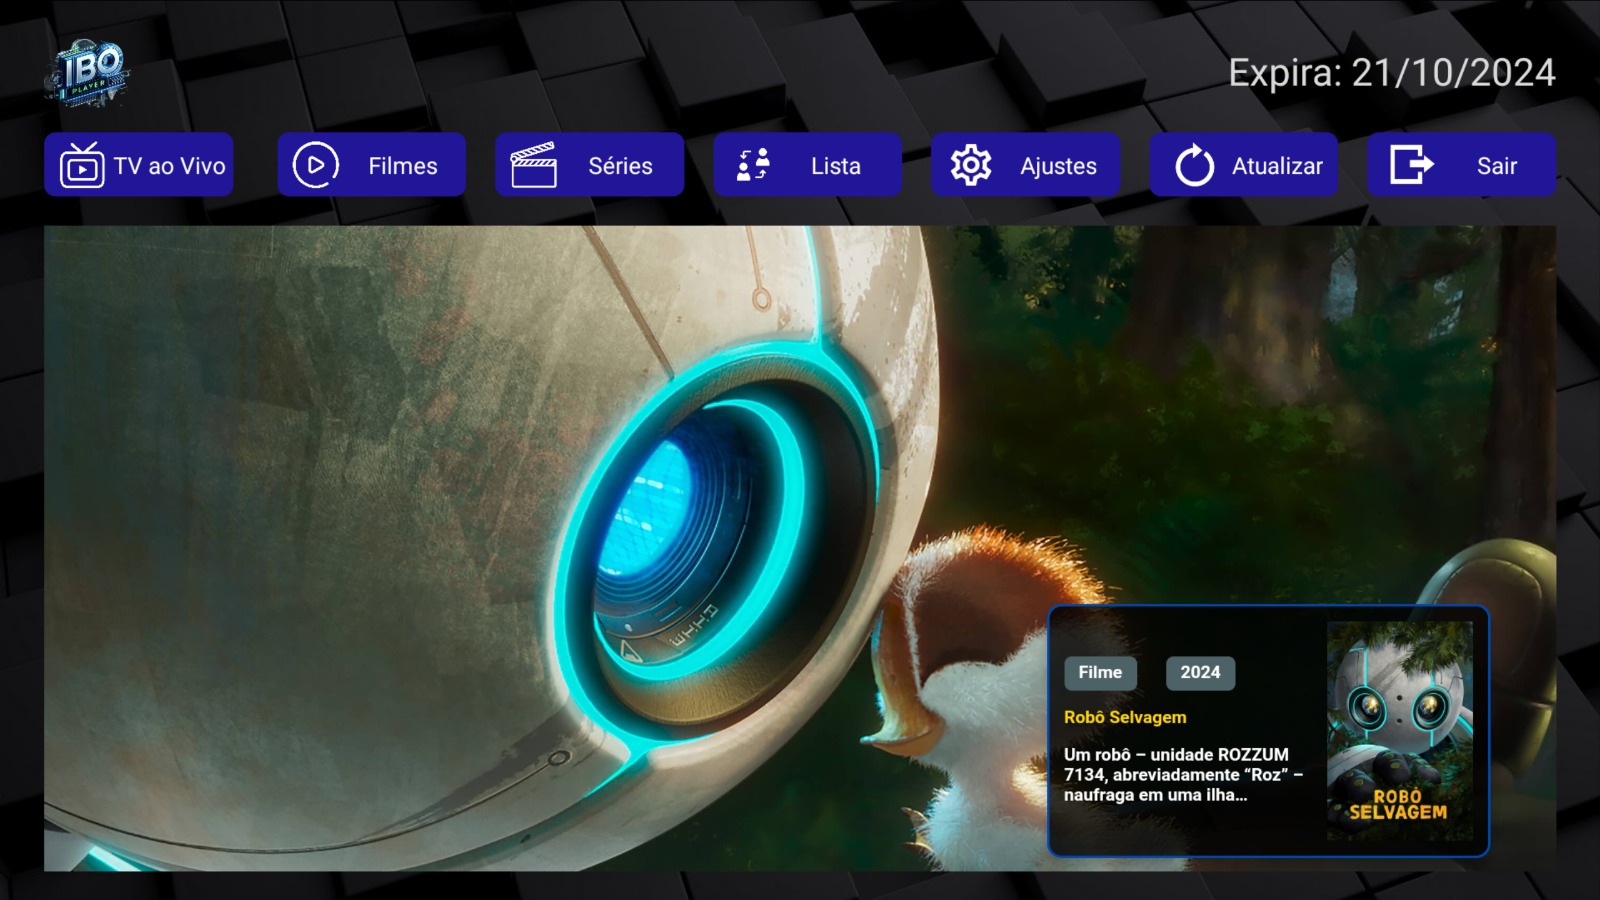 IBO
PLAYER
Expira: 21/10/2024
TV ao Vivo
Filmes
Séries
Lista
Ajustes
Atualizar
Sair
Filme
2024
Robô Selvagem
Um robô – unidade ROZZUM
7134, abreviadamente “Roz” –
naufraga em uma ilha...
ROBÔ
SELVAGEM